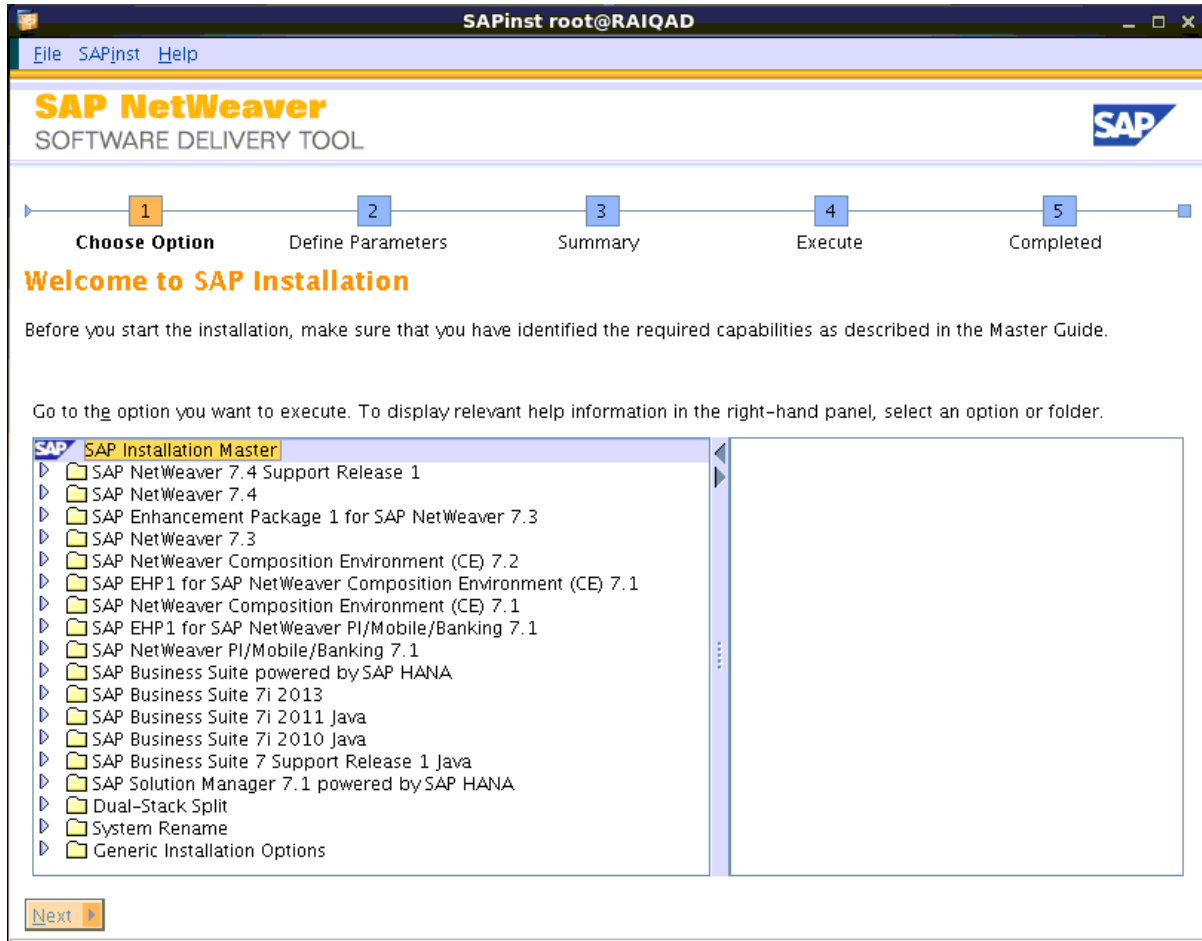 SAPinst root@RAIQAD
File SAPinst Help
SAP NetWeaver
SOFTWARE DELIVERY TOOL
SAP
1 2 3 4 5
Choose Option Define Parameters Summary Execute Completed
Welcome to SAP Installation
Before you start the installation, make sure that you have identified the required capabilities as described in the Master Guide.
Go to the option you want to execute. To display relevant help information in the right-hand panel, select an option or folder.
SAP SAP Installation Master
SAP NetWeaver 7.4 Support Release 1
SAP NetWeaver 7.4
SAP Enhancement Package 1 for SAP NetWeaver 7.3
SAP NetWeaver 7.3
SAP NetWeaver Composition Environment (CE) 7.2
SAP EHP1 for SAP NetWeaver Composition Environment (CE) 7.1
SAP NetWeaver Composition Environment (CE) 7.1
SAP EHP1 for SAP NetWeaver PI/Mobile/Banking 7.1
SAP NetWeaver PI/Mobile/Banking 7.1
SAP Business Suite powered by SAP HANA
SAP Business Suite 7i 2013
SAP Business Suite 7i 2011 Java
SAP Business Suite 7i 2010 Java
SAP Business Suite 7 Support Release 1 Java
SAP Solution Manager 7.1 powered by SAP HANA
Dual-Stack Split
System Rename
Generic Installation Options
Next